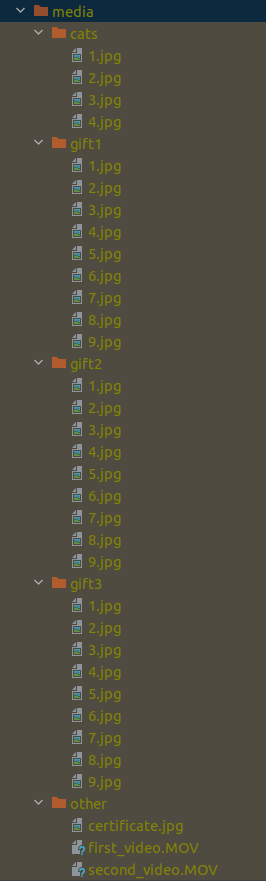 media
cats
1.jpg
2.jpg
3.jpg
4.jpg
gift1
1.jpg
2.jpg
3.jpg
4.jpg
5.jpg
6.jpg
7.jpg
8.jpg
9.jpg
gift2
1.jpg
2.jpg
3.jpg
4.jpg
5.jpg
6.jpg
7.jpg
8.jpg
9.jpg
gift3
1.jpg
2.jpg
3.jpg
4.jpg
5.jpg
6.jpg
7.jpg
8.jpg
9.jpg
other
certificate.jpg
first_video.MOV
second_video.MOV